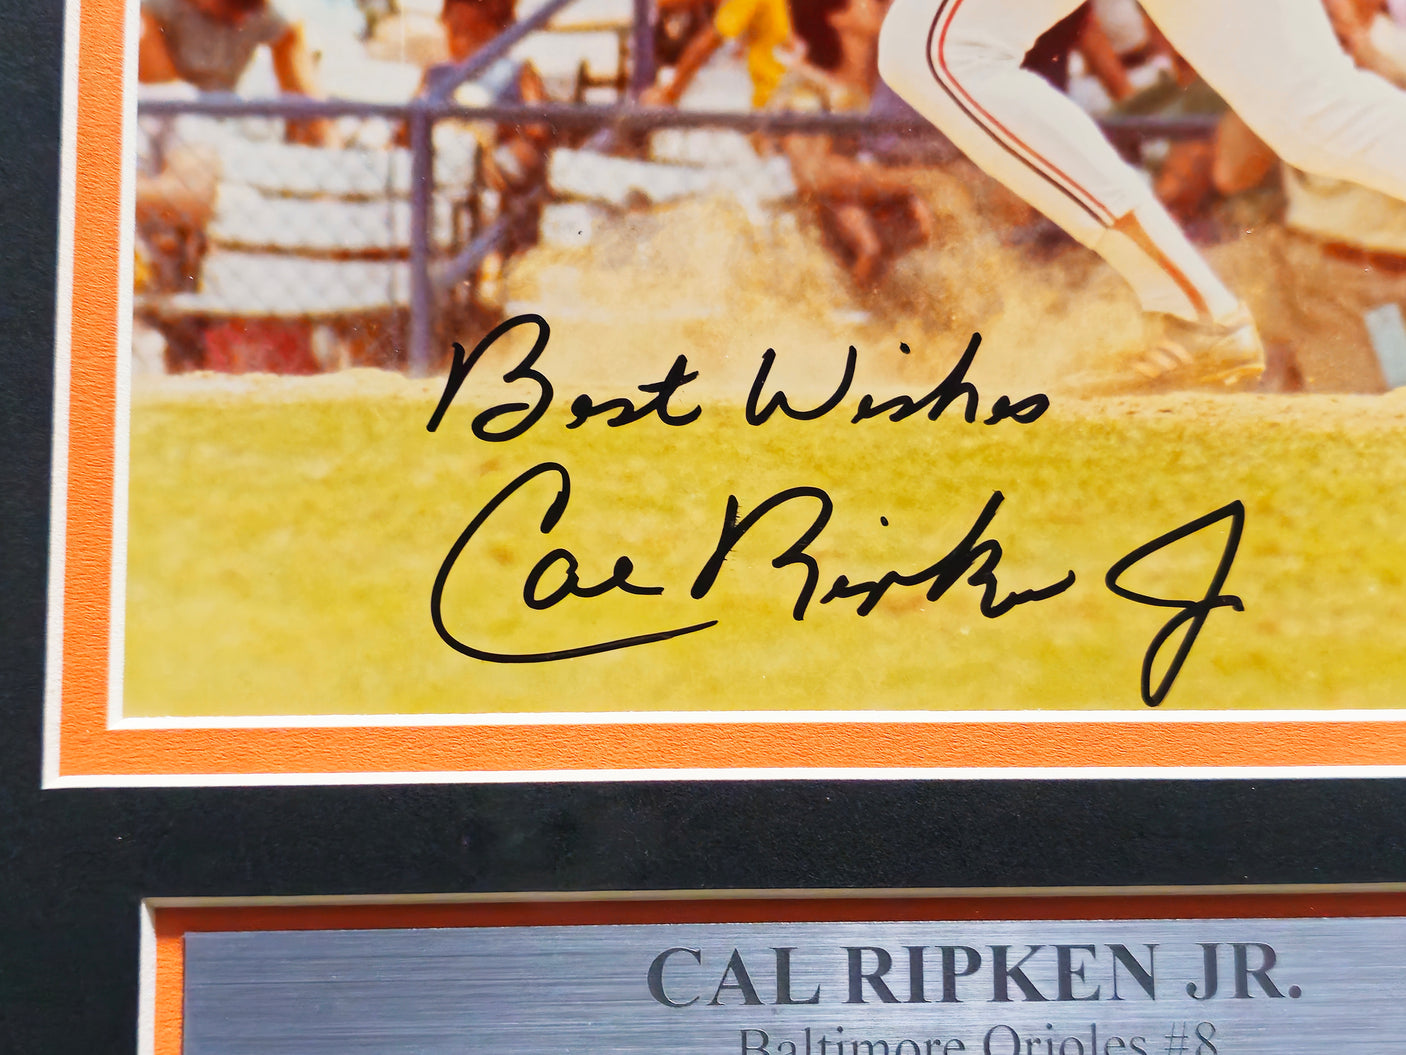 Best Wishes
Cal Ripken Jr
CAL RIPKEN JR.
Baltimore Orioles #8